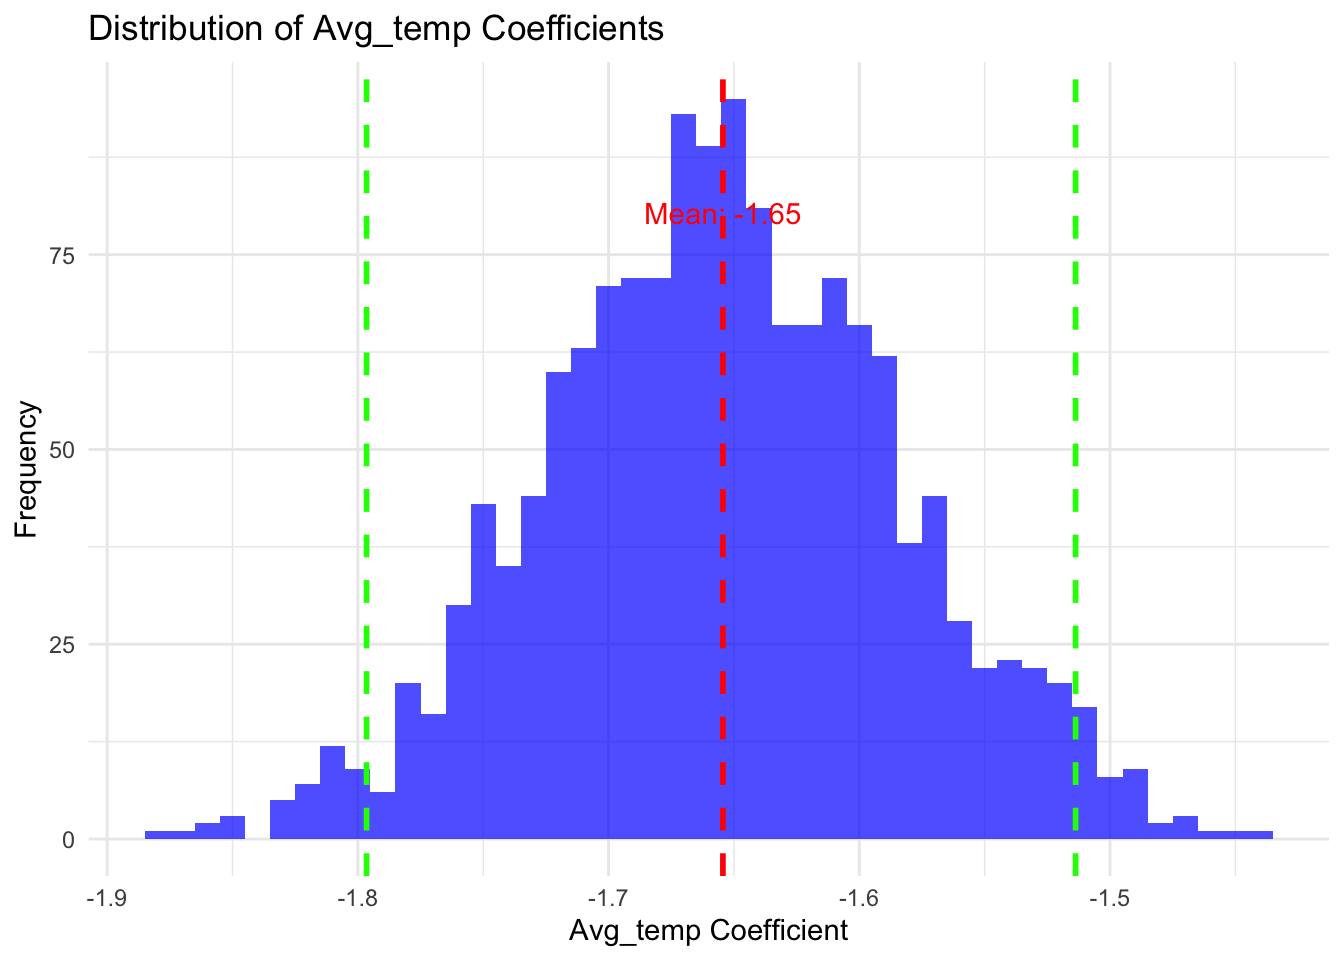 Distribution of Avg_temp Coefficients
Mean: -1.65
Frequency
75
50
25
0
-1.9 -1.8 -1.7 -1.6 -1.5
Avg_temp Coefficient